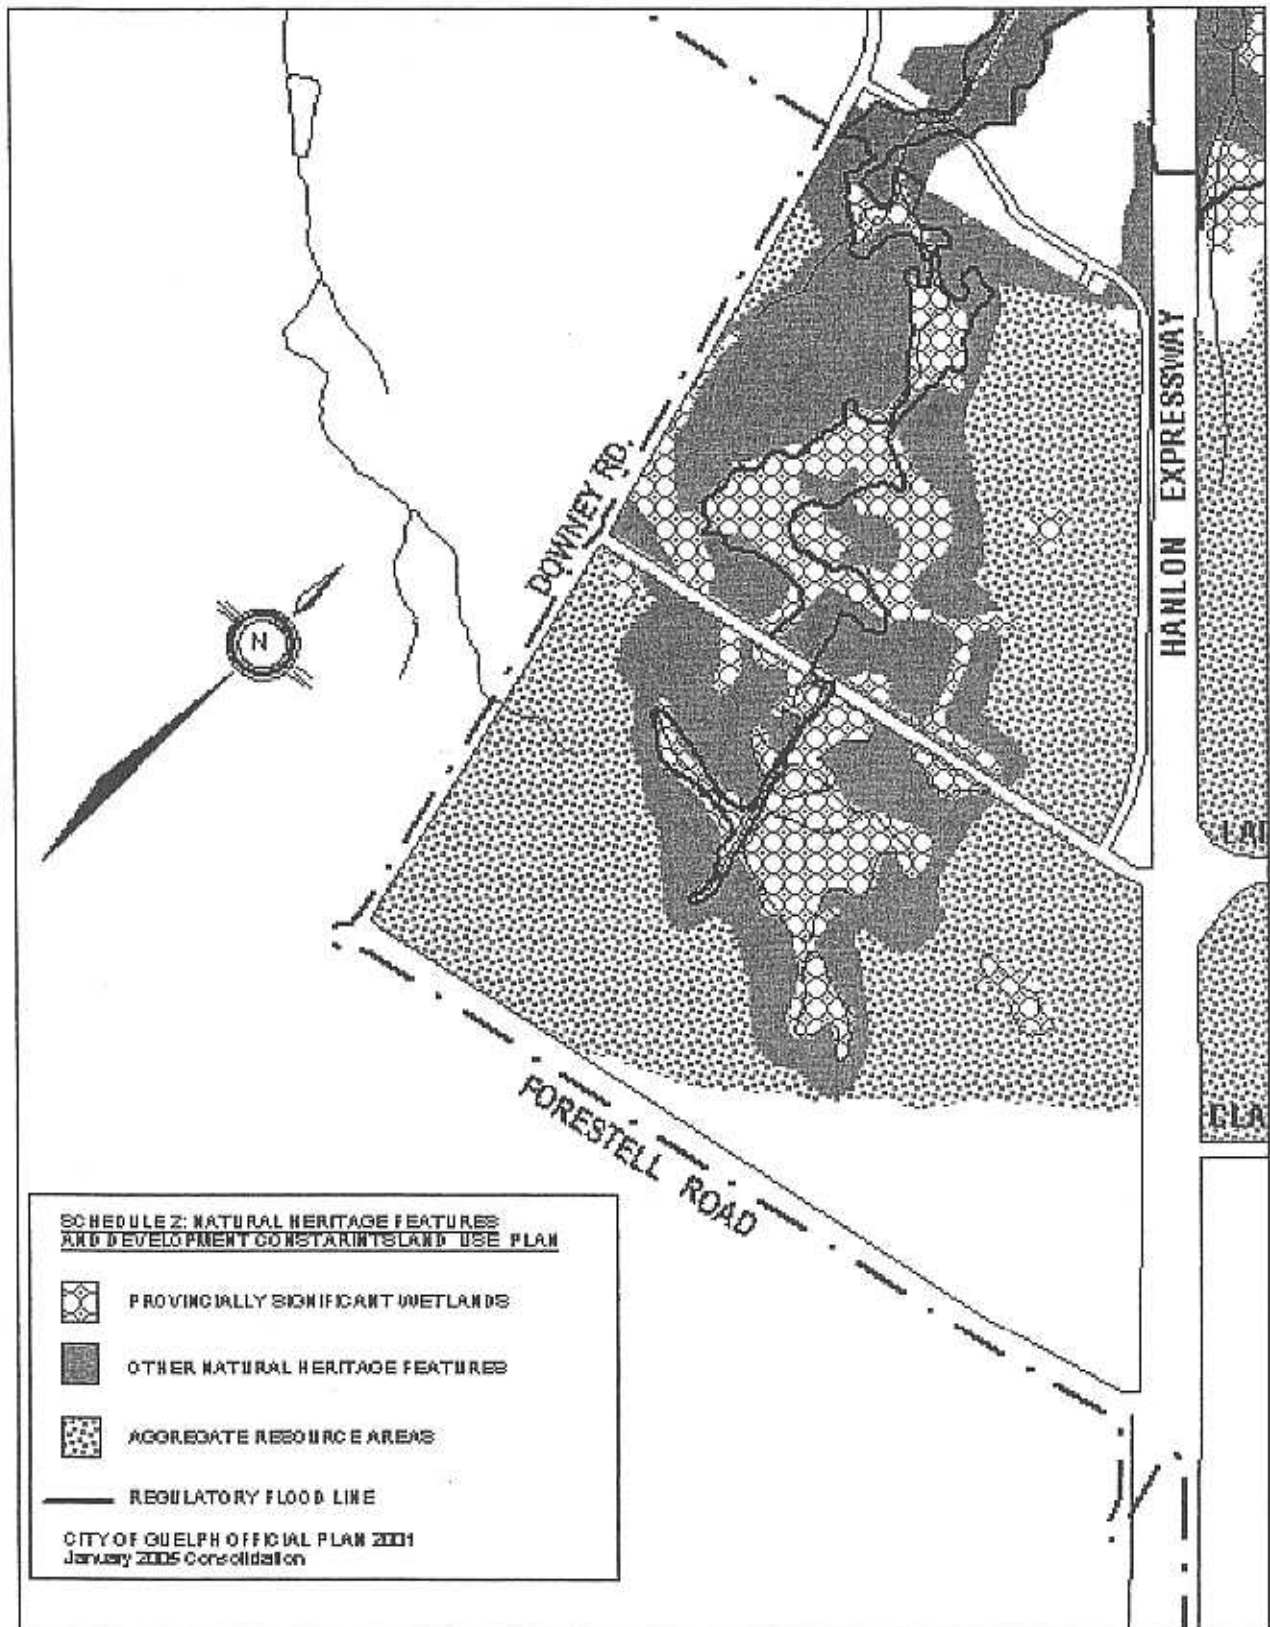 DOWNEY RD.
HANLON EXPRESSWAY
N
FORESTELL ROAD
LAI
CLA
SCHEDULE 2: NATURAL HERITAGE FEATURES
AND DEVELOPMENT CONSTARINTSLAND USE PLAN
PROVINCIALLY SIGNIFICANT WETLANDS
OTHER NATURAL HERITAGE FEATURES
AGGREGATE RESOURCE AREAS
REGULATORY FLOOD LINE
CITY OF GUELPH OFFICIAL PLAN 2001
January 2005 Consolidation